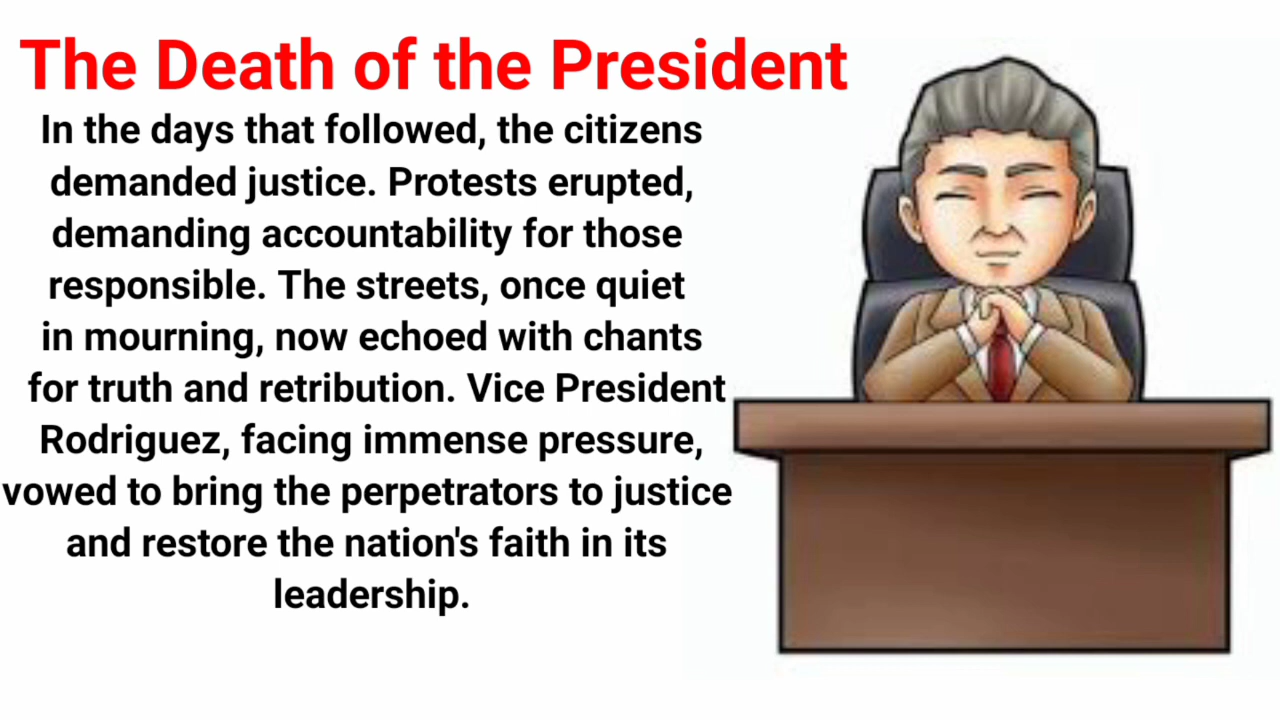 The Death of the President
In the days that followed, the citizens
demanded justice. Protests erupted,
demanding accountability for those
responsible. The streets, once quiet
in mourning, now echoed with chants
for truth and retribution. Vice President
Rodriguez, facing immense pressure,
vowed to bring the perpetrators to justice
and restore the nation's faith in its
leadership.